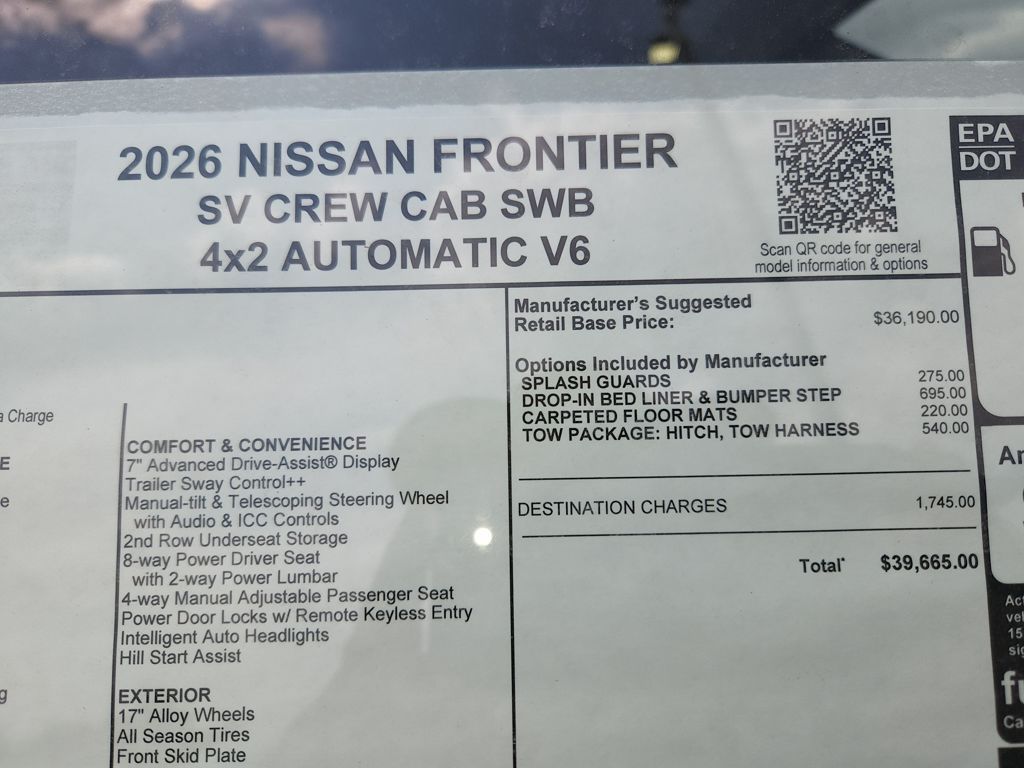 2026 NISSAN FRONTIER
SV CREW CAB SWB
4x2 AUTOMATIC V6
Scan QR code for general
model information & options
EPA
DOT
Manufacturer's Suggested
Retail Base Price: $36,190.00
Options Included by Manufacturer
SPLASH GUARDS 275.00
DROP-IN BED LINER & BUMPER STEP 695.00
CARPETED FLOOR MATS 220.00
TOW PACKAGE: HITCH, TOW HARNESS 540.00
DESTINATION CHARGES 1,745.00
Total* $39,665.00
Charge
COMFORT & CONVENIENCE
7" Advanced Drive-Assist® Display
Trailer Sway Control++
Manual-tilt & Telescoping Steering Wheel
with Audio & ICC Controls
2nd Row Underseat Storage
8-way Power Driver Seat
with 2-way Power Lumbar
4-way Manual Adjustable Passenger Seat
Power Door Locks w/ Remote Keyless Entry
Intelligent Auto Headlights
Hill Start Assist
EXTERIOR
17" Alloy Wheels
All Season Tires
Front Skid Plate